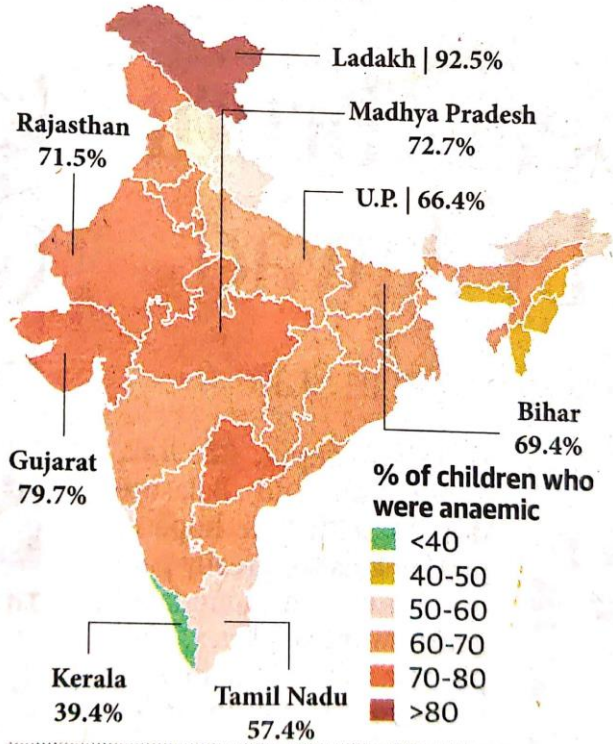 Ladakh | 92.5%
Madhya Pradesh
72.7%
Rajasthan
71.5%
U.P. | 66.4%
Bihar
69.4%
Gujarat
79.7%
% of children who
were anaemic
<40
40-50
50-60
60-70
70-80
>80
Kerala
39.4%
Tamil Nadu
57.4%